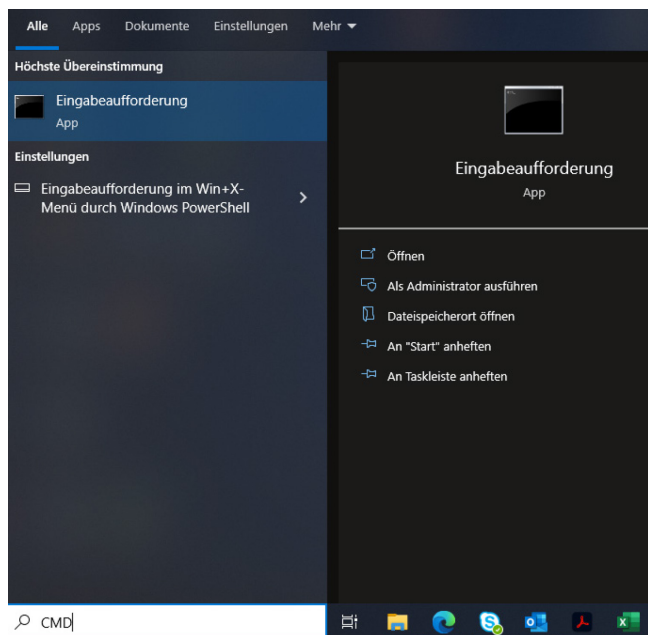 Alle Apps Dokumente Einstellungen Mehr
Höchste Übereinstimmung
Eingabeaufforderung
App
Einstellungen
Eingabeaufforderung im Win+X-
Menü durch Windows PowerShell
Eingabeaufforderung
App
Öffnen
Als Administrator ausführen
Dateispeicherort öffnen
An "Start" anheften
An Taskleiste anheften
CMD